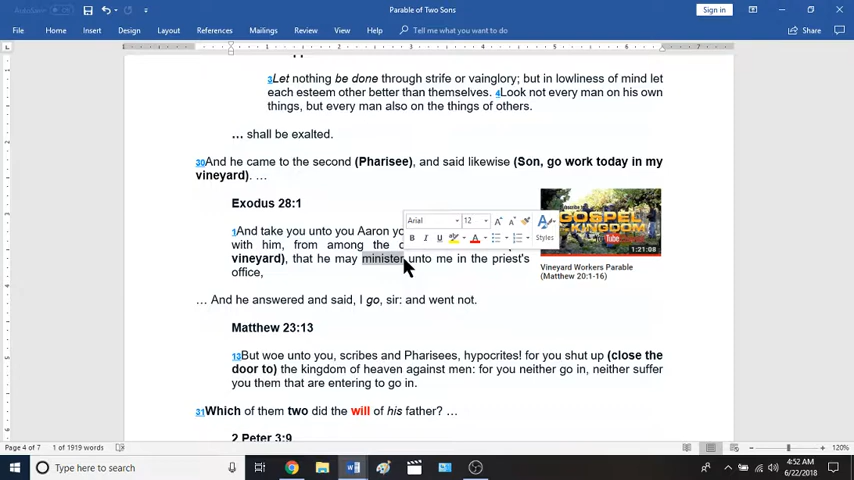 AutoSave
Parable of Two Sons
Sign in
File Home Insert Design Layout References Mailings Review View Help Tell me what you want to do Share
3Let nothing be done through strife or vainglory; but in lowliness of mind let
each esteem other better than themselves. 4Look not every man on his own
things, but every man also on the things of others.
… shall be exalted.
30And he came to the second (Pharisee), and said likewise (Son, go work today in my
vineyard). …
Exodus 28:1
1And take you unto you Aaron yo
with him, from among the c
vineyard), that he may minister unto me in the priest's
office,
Arial 12
B I U Styles
GOSPEL
KINGDOM
1:21:08
Vineyard Workers Parable
(Matthew 20:1-16)
… And he answered and said, I go, sir: and went not.
Matthew 23:13
13But woe unto you, scribes and Pharisees, hypocrites! for you shut up (close the
door to) the kingdom of heaven against men: for you neither go in, neither suffer
you them that are entering to go in.
31Which of them two did the will of his father? …
2 Peter 3:9
Page 4 of 7 1 of 1919 words 120%
Type here to search
4:52 AM
6/22/2018